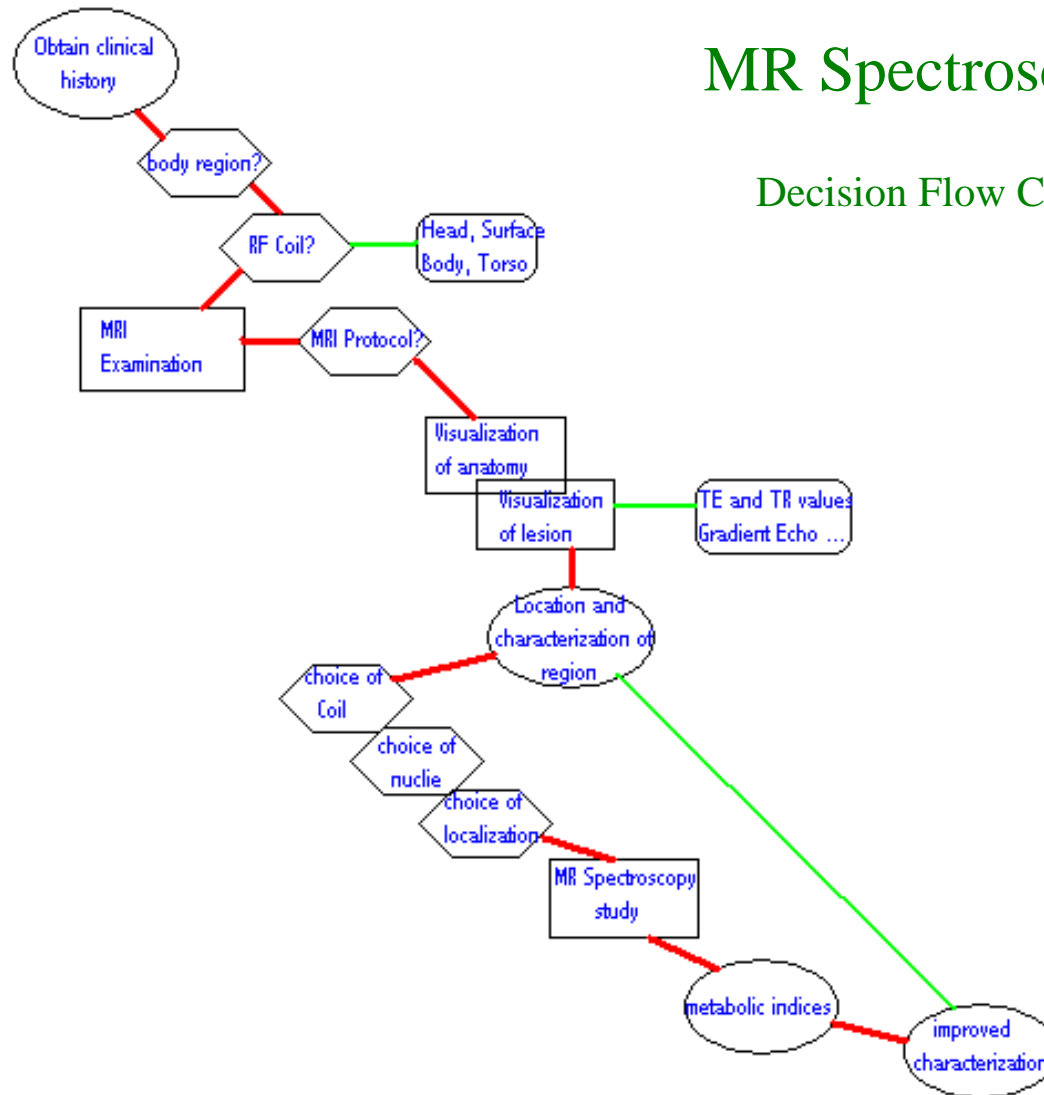 MR Spectrosc
Decision Flow C
Obtain clinical
history
body region?
RF Coil?
Head, Surface
Body, Torso
MRI
Examination
MRI Protocol?
Visualization
of anatomy
Visualization
of lesion
TE and TR values
Gradient Echo ...
Location and
characterization of
region
choice of
Coil
choice of
nuclie
choice of
localization
MR Spectroscopy
study
metabolic indices
improved
characterization